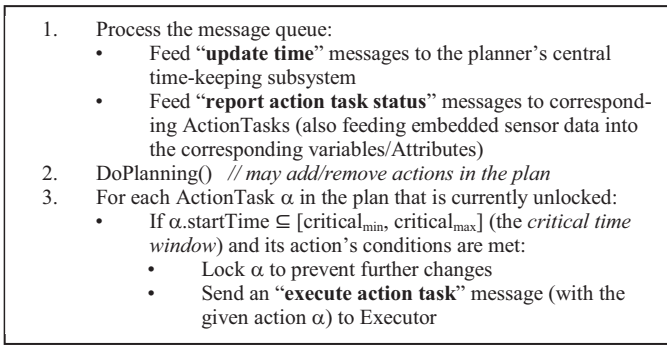 1. Process the message queue:
• Feed “update time” messages to the planner’s central
time-keeping subsystem
• Feed “report action task status” messages to correspond-
ing ActionTasks (also feeding embedded sensor data into
the corresponding variables/Attributes)
2. DoPlanning() // may add/remove actions in the plan
3. For each ActionTask α in the plan that is currently unlocked:
• If α.startTime ⊆ [criticalmin, criticalmax] (the critical time
window) and its action’s conditions are met:
• Lock α to prevent further changes
• Send an “execute action task” message (with the
given action α) to Executor